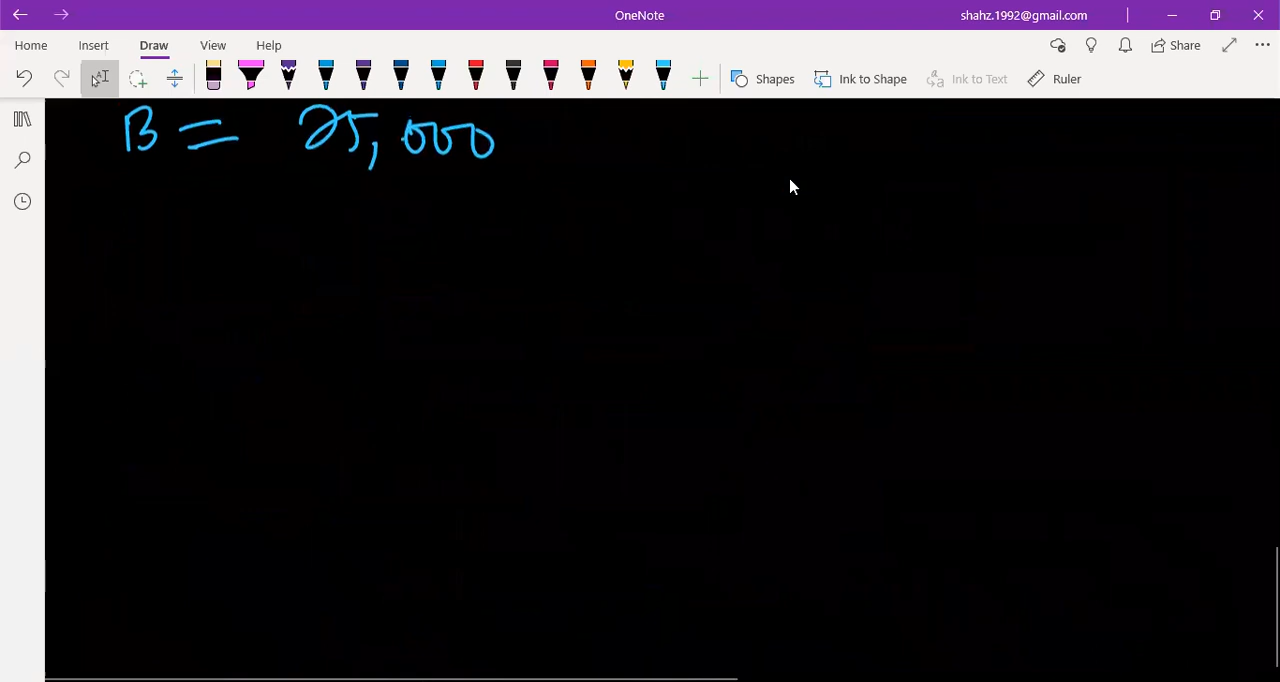 OneNote
shahz.1992@gmail.com
Home Insert Draw View Help
Share
Shapes Ink to Shape Ink to Text Ruler
B = 25,000